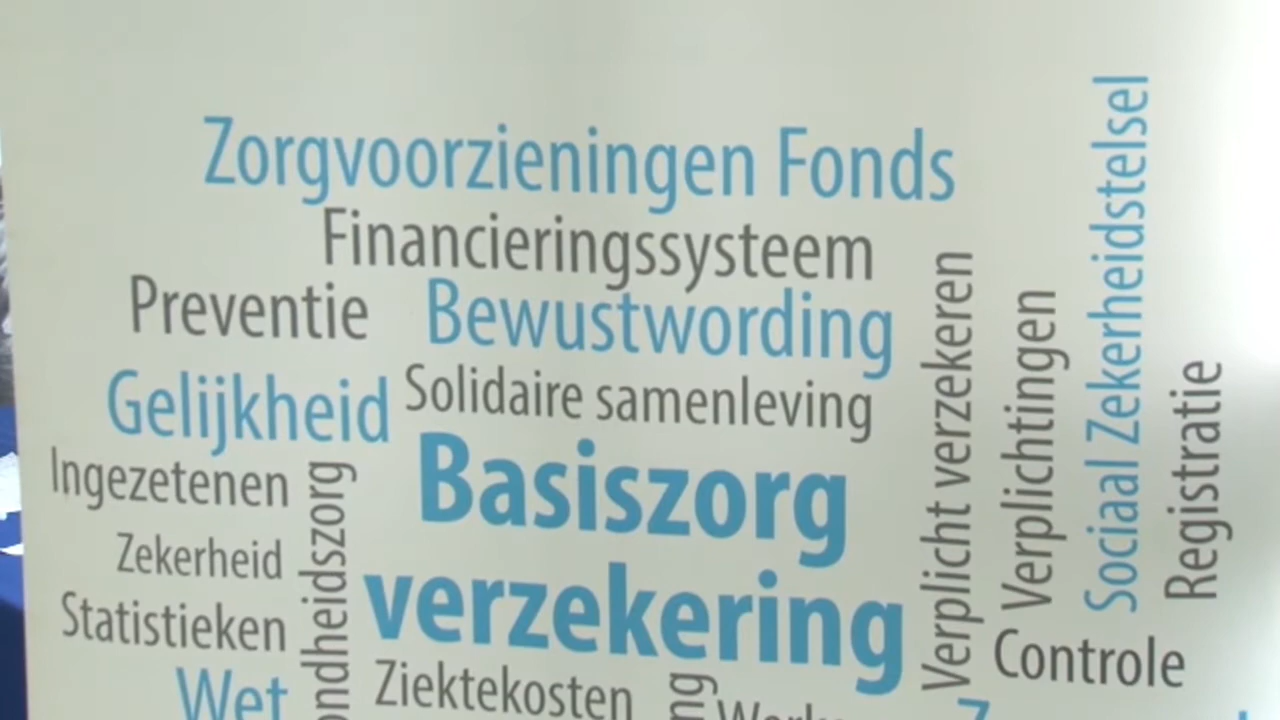 Zorgvoorzieningen Fonds
Financieringssysteem
Preventie
Bewustwording
Gelijkheid
Solidaire samenleving
Ingezetenen
Basiszorg
Zekerheid
verzekering
Statistieken
Wet
Ziektekosten
Verplicht verzekeren
Verplichtingen
Sociaal Zekerheidstelsel
Registratie
Controle